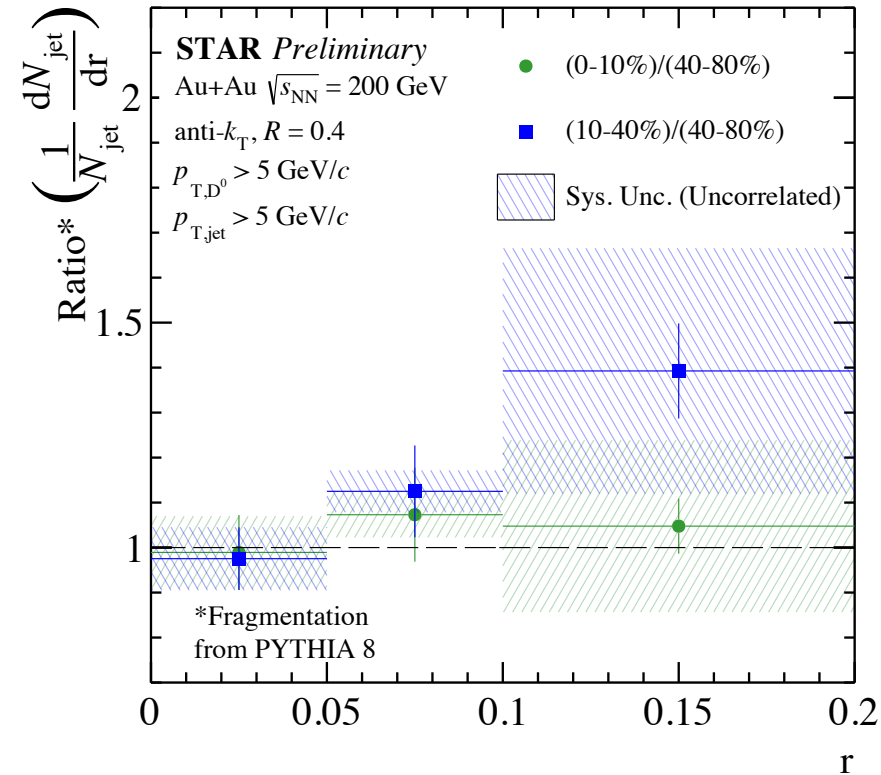 Ratio* (1/N_jet dN_jet/dr)
STAR Preliminary
Au+Au √s_NN = 200 GeV
anti-k_T, R = 0.4
p_T,D⁰ > 5 GeV/c
p_T,jet > 5 GeV/c
(0-10%)/(40-80%)
(10-40%)/(40-80%)
Sys. Unc. (Uncorrelated)
2
1.5
1
*Fragmentation
from PYTHIA 8
0 0.05 0.1 0.15 0.2
r